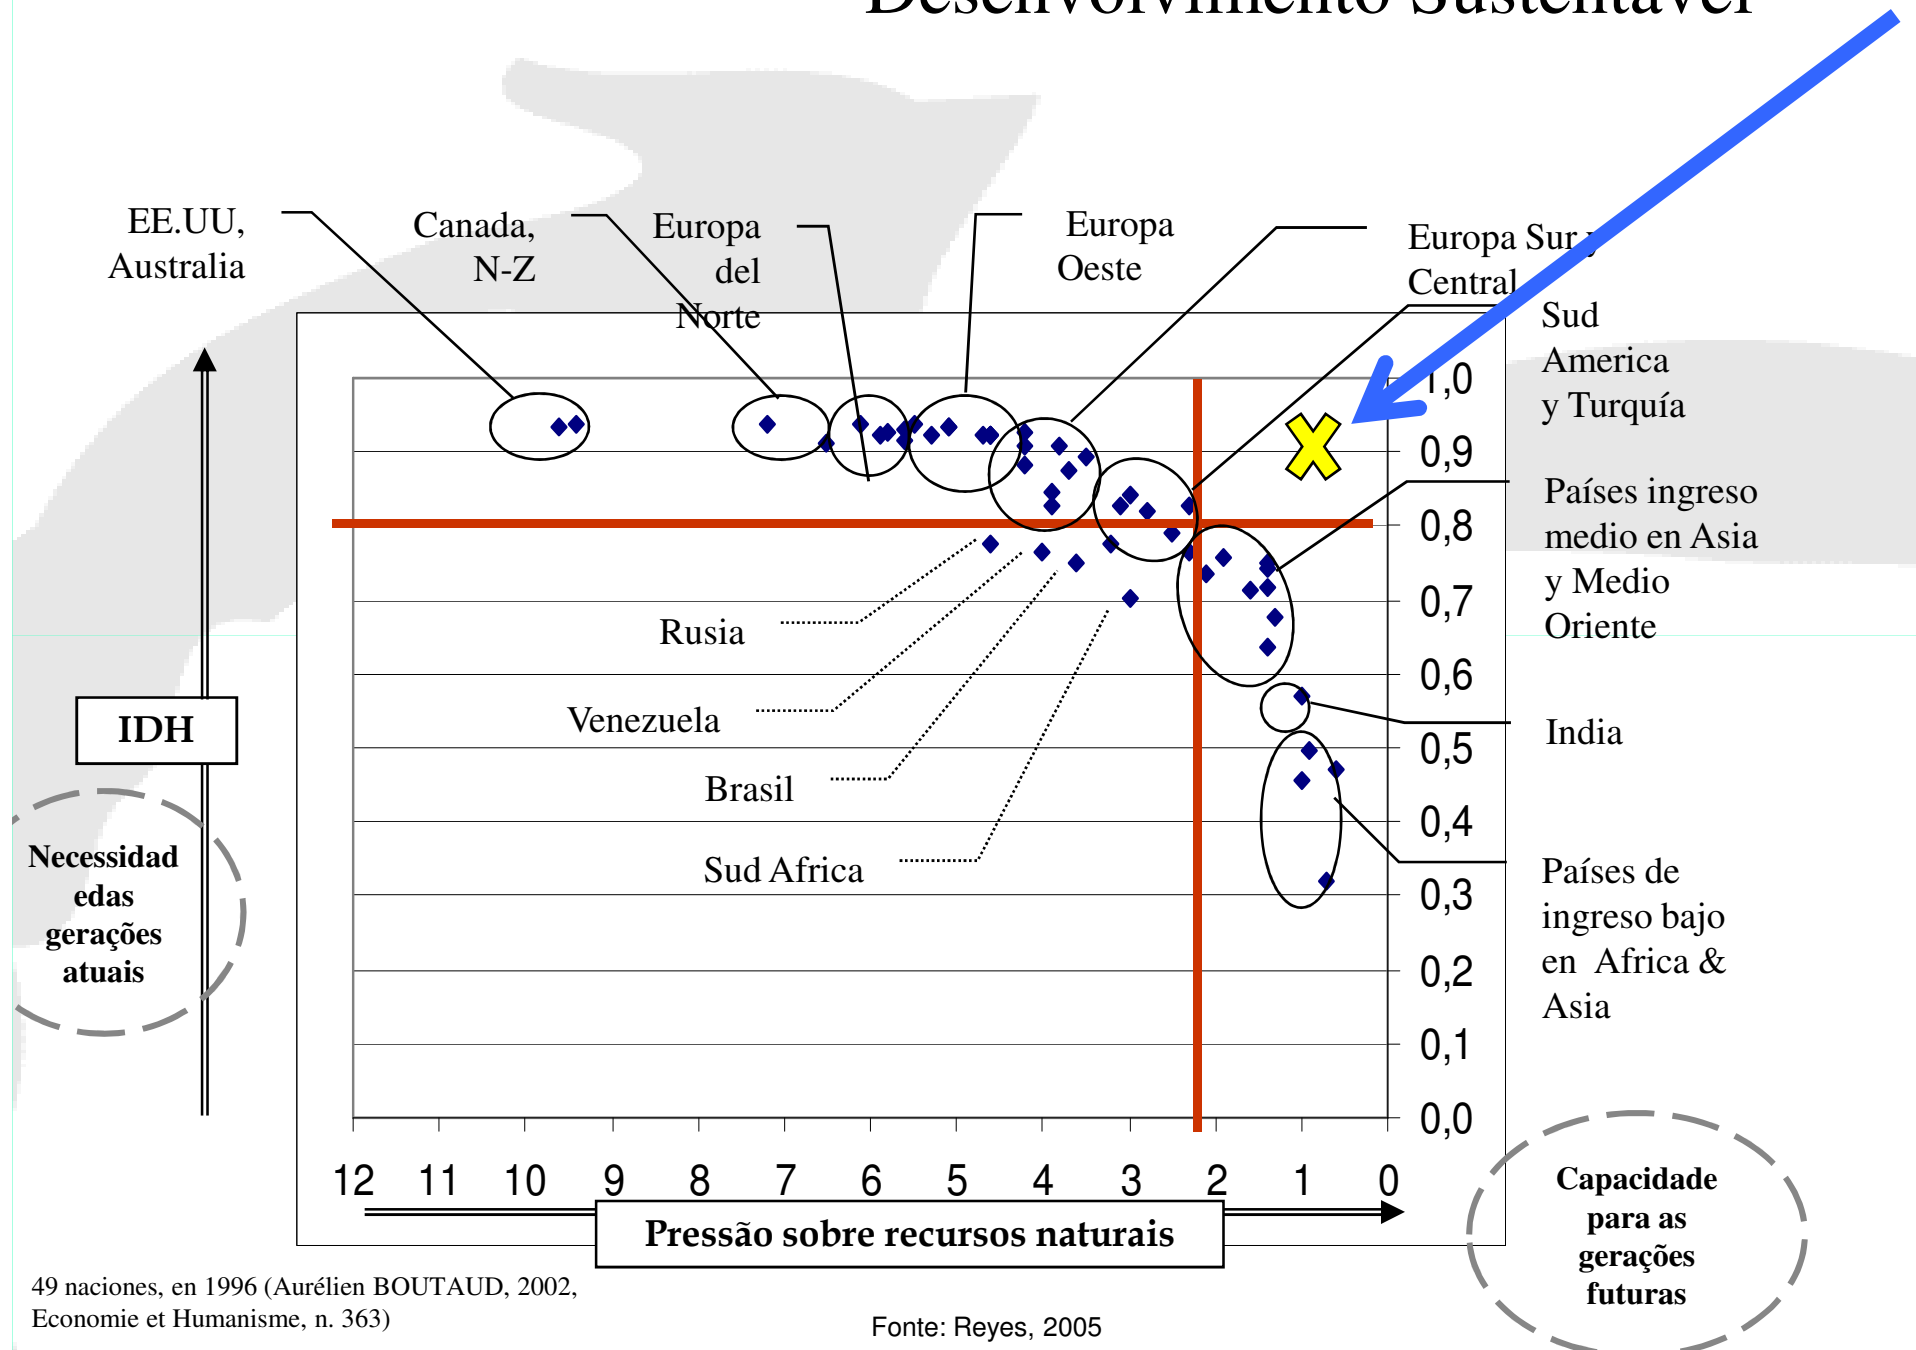 Desenvolvimento Sustentável
EE.UU,
Australia
Canada,
N-Z
Europa
del
Norte
Europa
Oeste
Europa Sur y
Central
Sud
America
y Turquía
Países ingreso
medio en Asia
y Medio
Oriente
India
Países de
ingreso bajo
en Africa &
Asia
1,0
0,9
0,8
0,7
0,6
0,5
0,4
0,3
0,2
0,1
0,0
Rusia
Venezuela
Brasil
Sud Africa
IDH
Necessidad
edas
gerações
atuais
12 11 10 9 8 7 6 5 4 3 2 1 0
Pressão sobre recursos naturais
Capacidade
para as
gerações
futuras
49 naciones, en 1996 (Aurélien BOUTAUD, 2002,
Economie et Humanisme, n. 363)
Fonte: Reyes, 2005